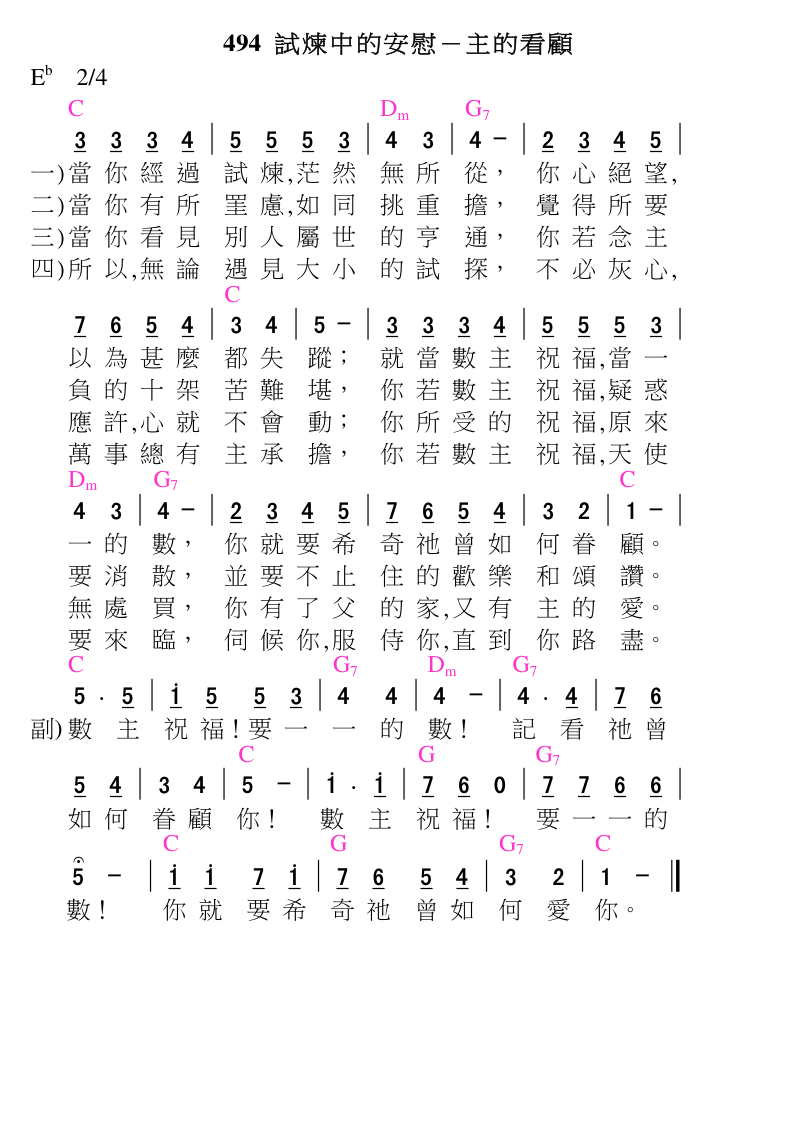 494 試煉中的安慰－主的看顧
E♭ 2/4
C Dm G7
3 3 3 4 | 5 5 5 3 | 4 3 | 4 － | 2 3 4 5 |
一)當你經過試煉,茫然無所從，你心絕望,
二)當你有所罣慮,如同挑重擔，覺得所要
三)當你看見別人屬世的亨通，你若念主
四)所以,無論遇見大小的試探，不必灰心,
C
7 6 5 4 | 3 4 | 5 － | 3 3 3 4 | 5 5 5 3 |
以為甚麼都失蹤；就當數主祝福,當一
負的十架苦難堪，你若數主祝福,疑惑
應許,心就不會動；你所受的祝福,原來
萬事總有主承擔，你若數主祝福,天使
Dm G7 C
4 3 | 4 － | 2 3 4 5 | 7 6 5 4 | 3 2 | 1 － |
一的數，你就要希奇祂曾如何眷顧。
要消散，並要不止住的歡樂和頌讚。
無處買，你有了父的家,又有主的愛。
要來臨，伺候你,服侍你,直到你路盡。
C G7 Dm G7
5 . 5 | i 5 5 3 | 4 4 | 4 － | 4 . 4 | 7 6
副)數主祝福！要一一的數！記看祂曾
C G G7
5 4 | 3 4 | 5 － | i . i | 7 6 0 | 7 7 6 6 |
如何眷顧你！數主祝福！要一一的
C G G7 C
5 － | i i 7 i | 7 6 5 4 | 3 2 | 1 － ‖
數！你就要希奇祂曾如何愛你。